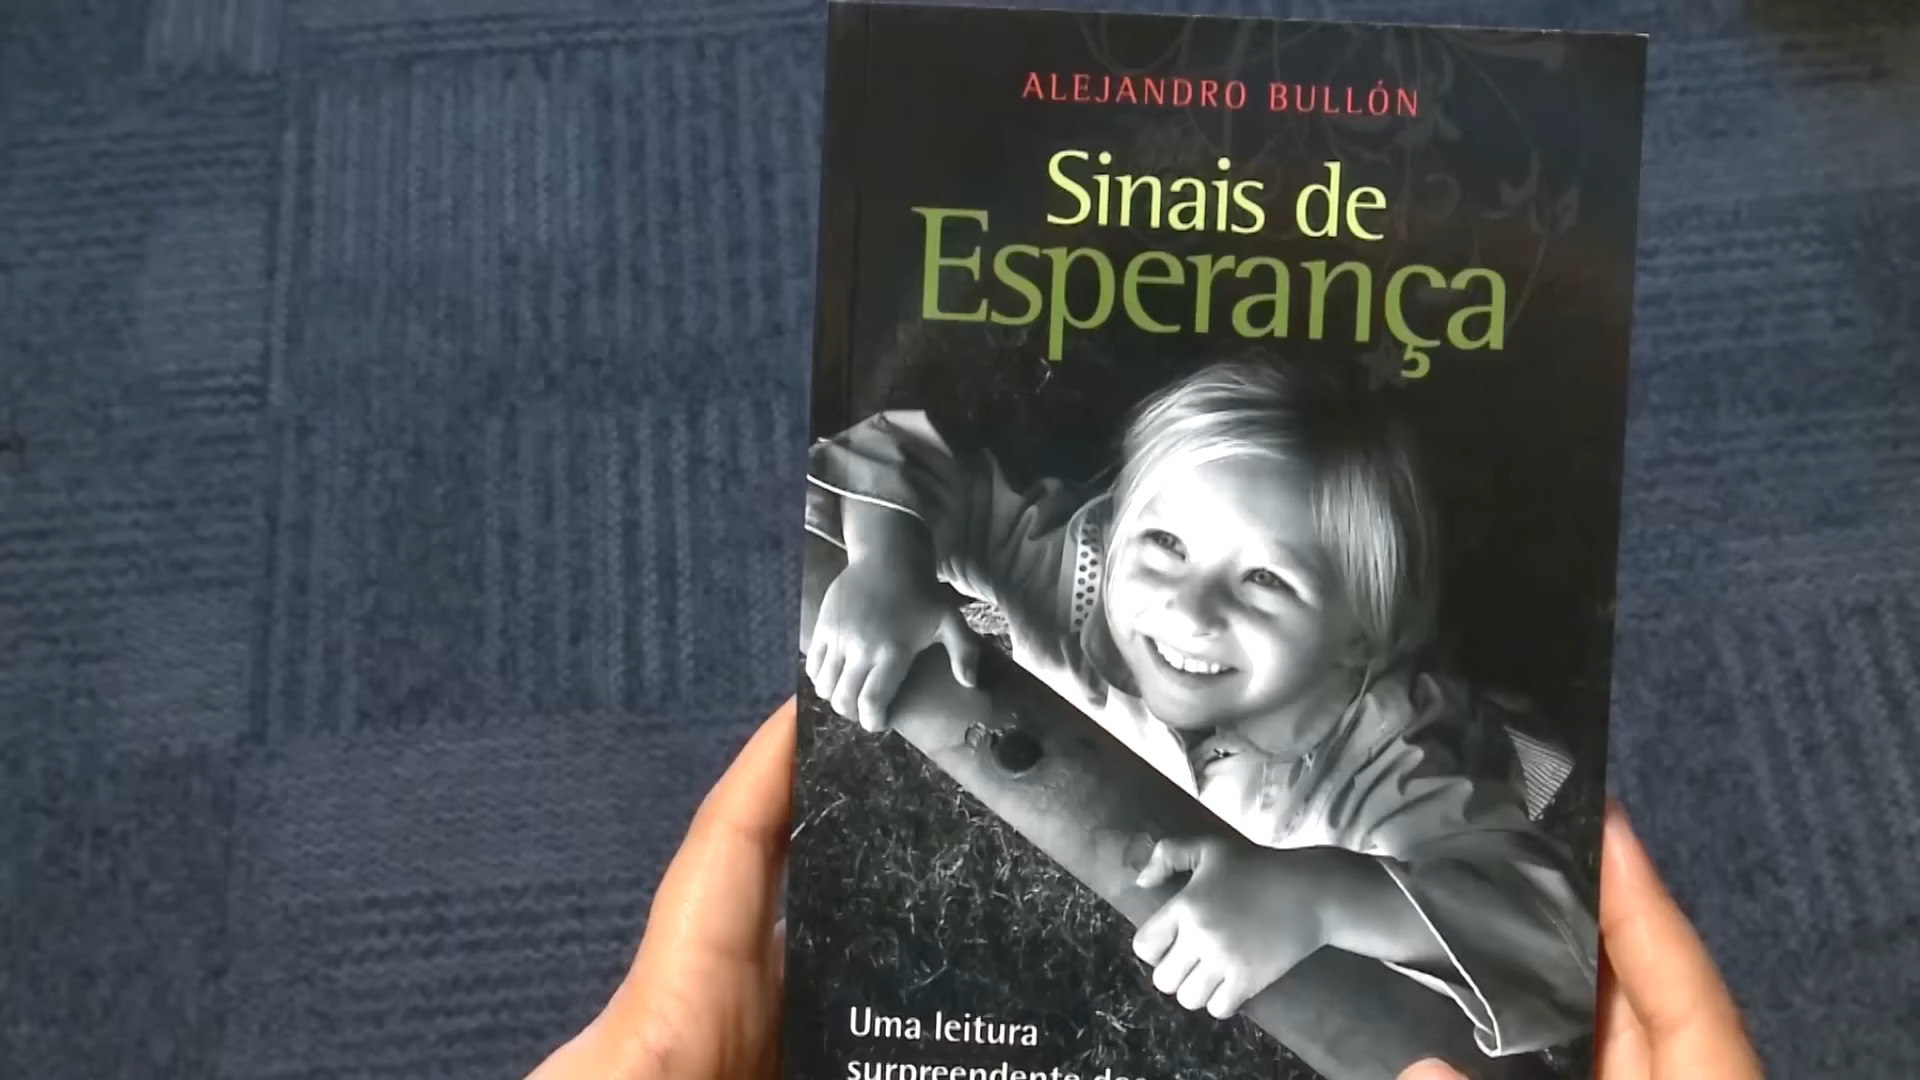 ALEJANDRO BULLÓN
Sinais de
Esperança
Uma leitura
surpreendente dos